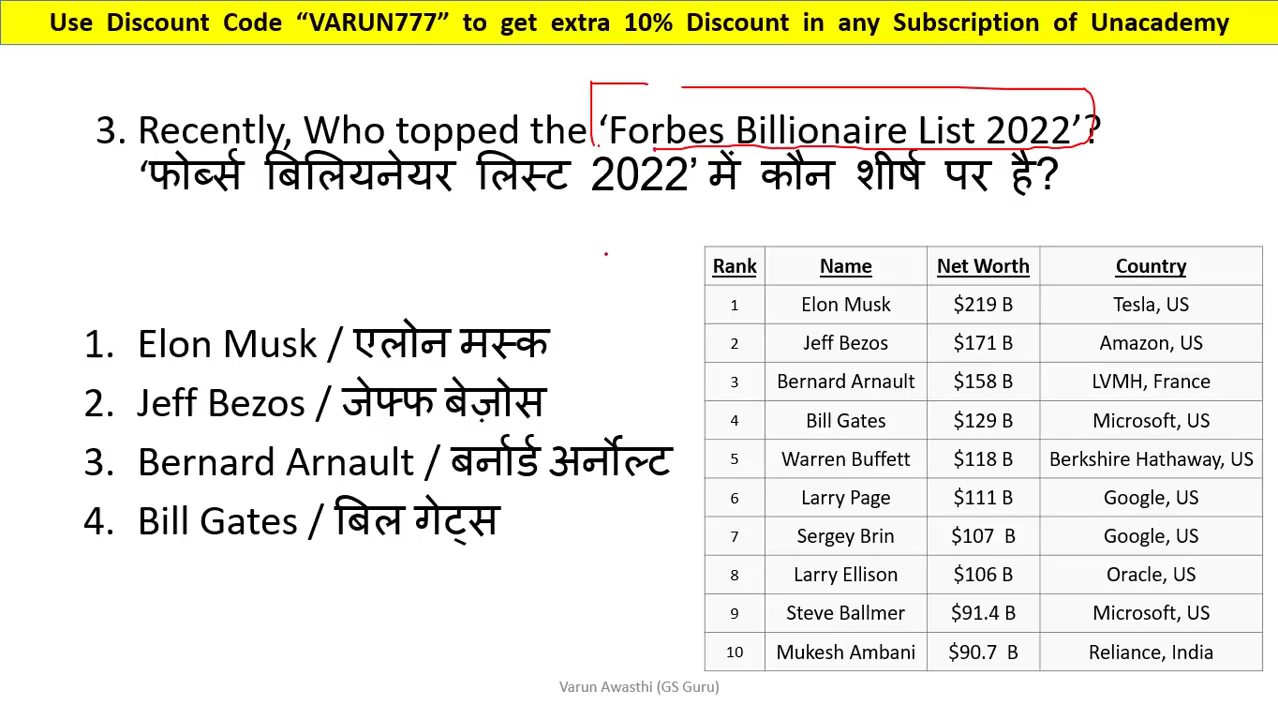 Use Discount Code “VARUN777” to get extra 10% Discount in any Subscription of Unacademy
3. Recently, Who topped the ‘Forbes Billionaire List 2022’?
‘फोर्ब्स बिलियनेयर लिस्ट 2022’ में कौन शीर्ष पर है?
1. Elon Musk / एलोन मस्क
2. Jeff Bezos / जेफ्फ बेज़ोस
3. Bernard Arnault / बर्नार्ड अर्नॉल्ट
4. Bill Gates / बिल गेट्स
Rank Name Net Worth Country
1 Elon Musk $219 B Tesla, US
2 Jeff Bezos $171 B Amazon, US
3 Bernard Arnault $158 B LVMH, France
4 Bill Gates $129 B Microsoft, US
5 Warren Buffett $118 B Berkshire Hathaway, US
6 Larry Page $111 B Google, US
7 Sergey Brin $107 B Google, US
8 Larry Ellison $106 B Oracle, US
9 Steve Ballmer $91.4 B Microsoft, US
10 Mukesh Ambani $90.7 B Reliance, India
Varun Awasthi (GS Guru)